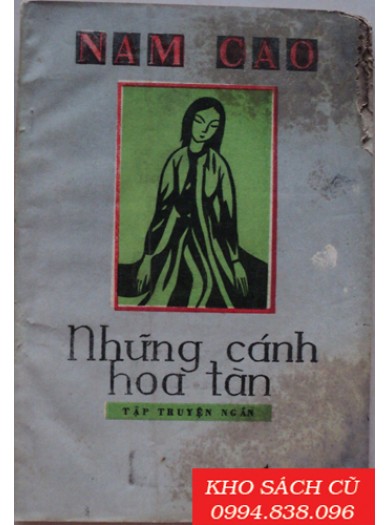 NAM CAO
Những cánh
hoa tàn
TẬP TRUYỆN NGẮN
KHO SÁCH CŨ
0994.838.096